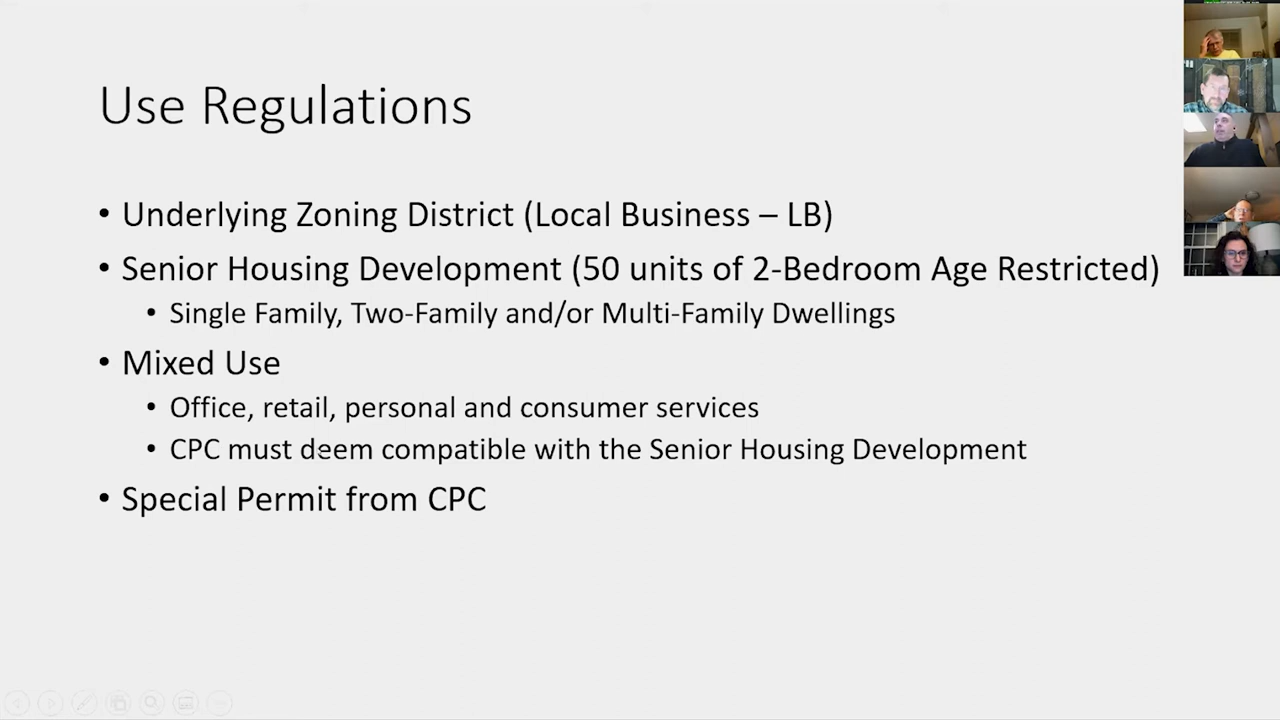 Use Regulations
• Underlying Zoning District (Local Business – LB)
• Senior Housing Development (50 units of 2-Bedroom Age Restricted)
• Single Family, Two-Family and/or Multi-Family Dwellings
• Mixed Use
• Office, retail, personal and consumer services
• CPC must deem compatible with the Senior Housing Development
• Special Permit from CPC